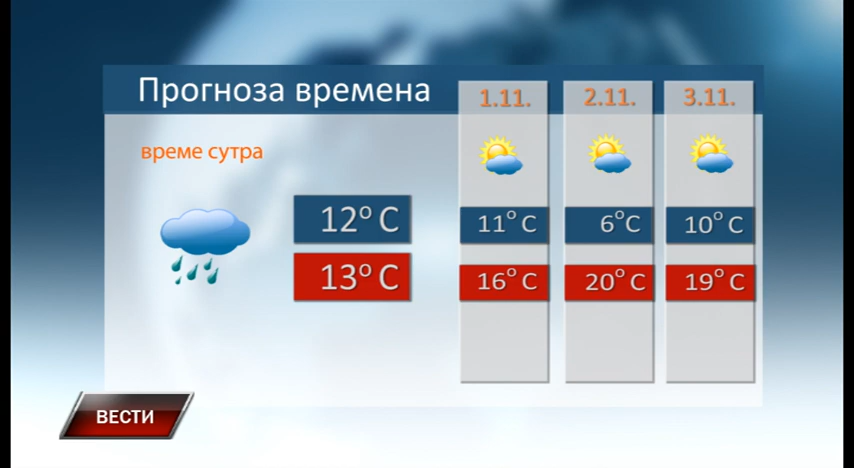 Прогноза времена
време сутра
12° C
13° C
1.11. 2.11. 3.11.
11° C 6°C 10° C
16° C 20° C 19° C
ВЕСТИ